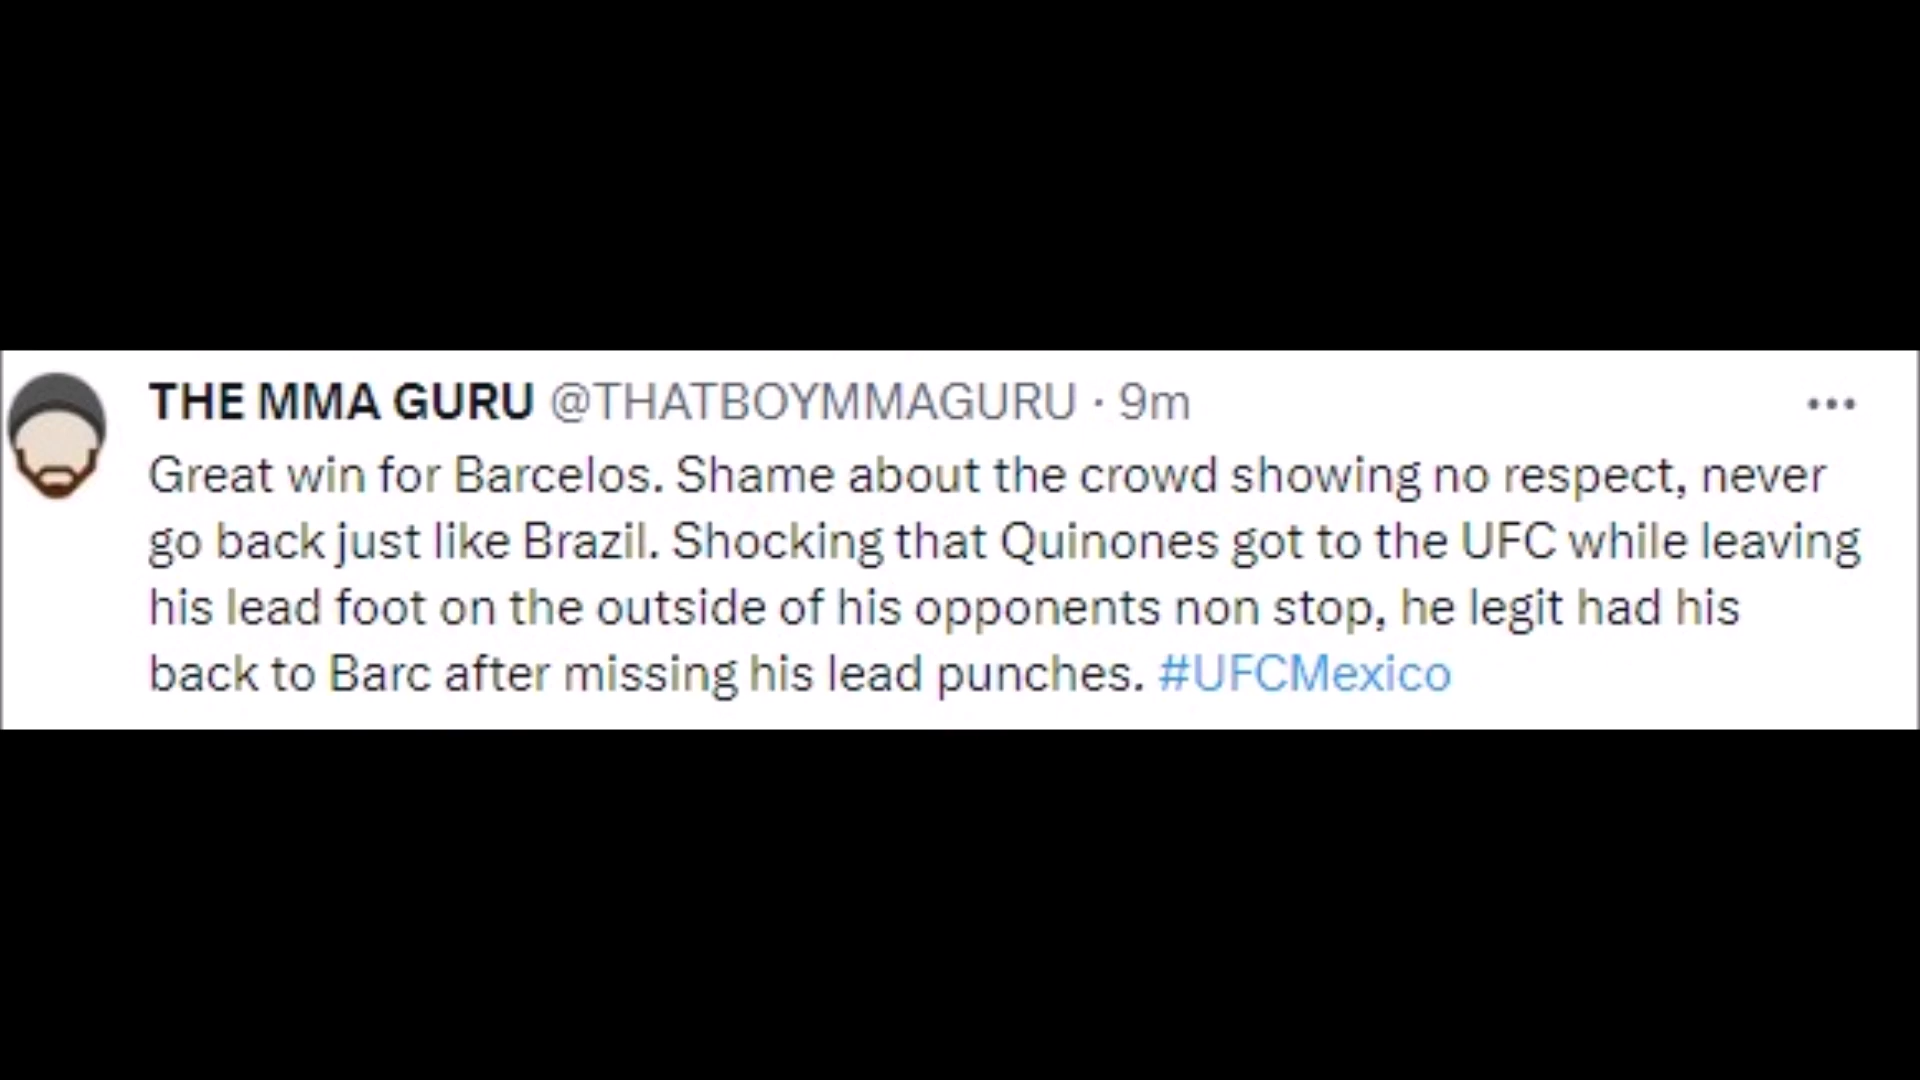 THE MMA GURU @THATBOYMMAGURU · 9m
Great win for Barcelos. Shame about the crowd showing no respect, never
go back just like Brazil. Shocking that Quinones got to the UFC while leaving
his lead foot on the outside of his opponents non stop, he legit had his
back to Barc after missing his lead punches. #UFCMexico